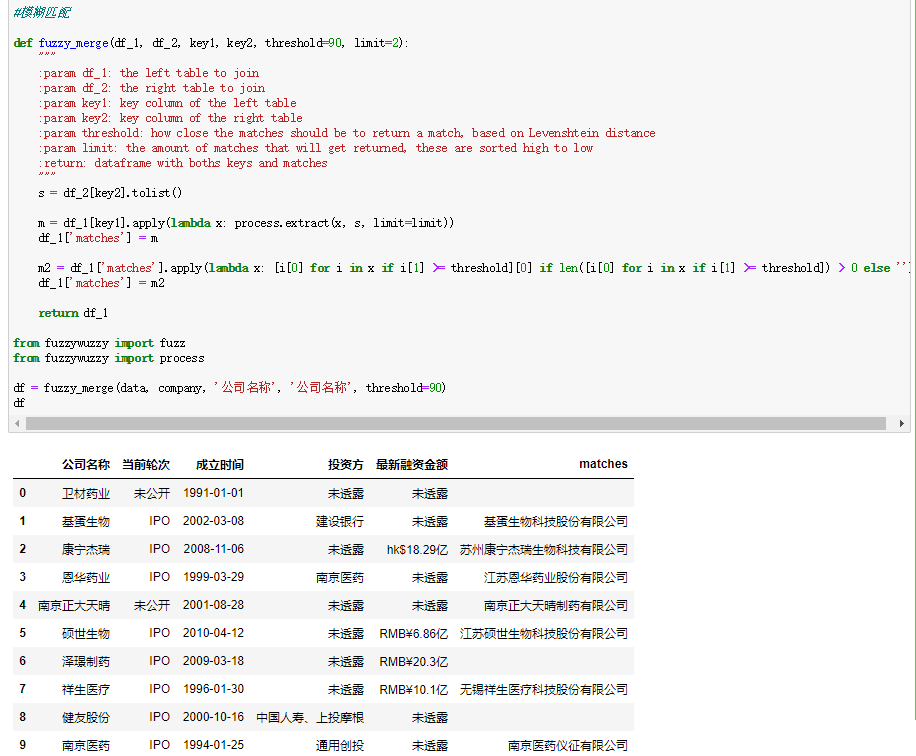 #模糊匹配
def fuzzy_merge(df_1, df_2, key1, key2, threshold=90, limit=2):
"""
:param df_1: the left table to join
:param df_2: the right table to join
:param key1: key column of the left table
:param key2: key column of the right table
:param threshold: how close the matches should be to return a match, based on Levenshtein distance
:param limit: the amount of matches that will get returned, these are sorted high to low
:return: dataframe with boths keys and matches
"""
s = df_2[key2].tolist()
m = df_1[key1].apply(lambda x: process.extract(x, s, limit=limit))
df_1['matches'] = m
m2 = df_1['matches'].apply(lambda x: [i[0] for i in x if i[1] >= threshold][0] if len([i[0] for i in x if i[1] >= threshold]) > 0 else ''
df_1['matches'] = m2
return df_1
from fuzzywuzzy import fuzz
from fuzzywuzzy import process
df = fuzzy_merge(data, company, '公司名称', '公司名称', threshold=90)
df
公司名称 当前轮次 成立时间 投资方 最新融资金额 matches
0 卫材药业 未公开 1991-01-01 未透露 未透露
1 基蛋生物 IPO 2002-03-08 建设银行 未透露 基蛋生物科技股份有限公司
2 康宁杰瑞 IPO 2008-11-06 未透露 hk$18.29亿 苏州康宁杰瑞生物科技有限公司
3 恩华药业 IPO 1999-03-29 南京医药 未透露 江苏恩华药业股份有限公司
4 南京正大天晴 未公开 2001-08-28 未透露 未透露 南京正大天晴制药有限公司
5 硕世生物 IPO 2010-04-12 未透露 RMB¥6.86亿 江苏硕世生物科技股份有限公司
6 泽璟制药 IPO 2009-03-18 未透露 RMB¥20.3亿
7 祥生医疗 IPO 1996-01-30 未透露 RMB¥10.1亿 无锡祥生医疗科技股份有限公司
8 健友股份 IPO 2000-10-16 中国人寿、上投摩根 未透露
9 南京医药 IPO 1994-01-25 通用创投 未透露 南京医药仪征有限公司